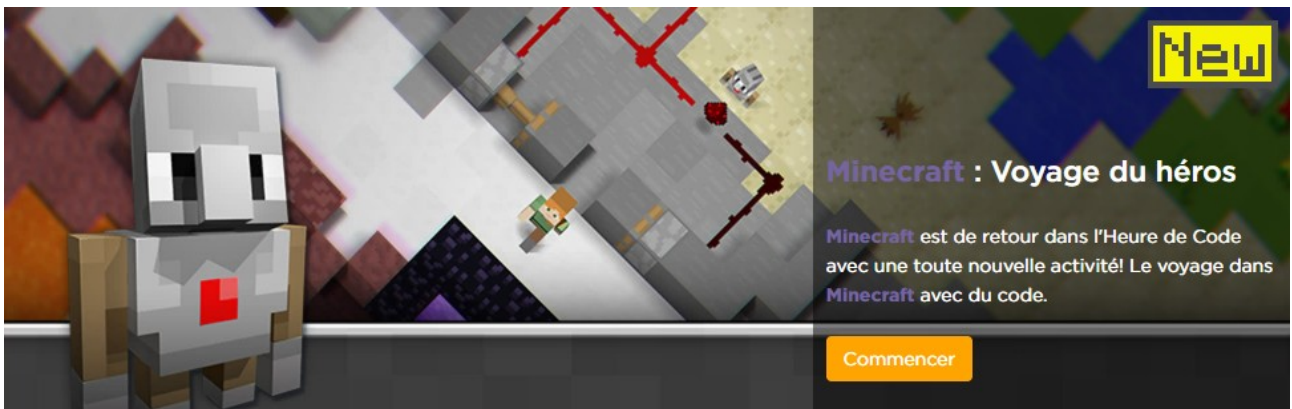 New
Minecraft : Voyage du héros
Minecraft est de retour dans l'Heure de Code
avec une toute nouvelle activité! Le voyage dans
Minecraft avec du code.
Commencer